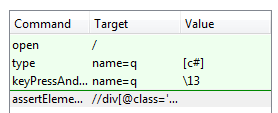 Command Target Value
open /
type name=q [c#]
keyPressAnd... name=q \13
assertEleme... //div[@class='...